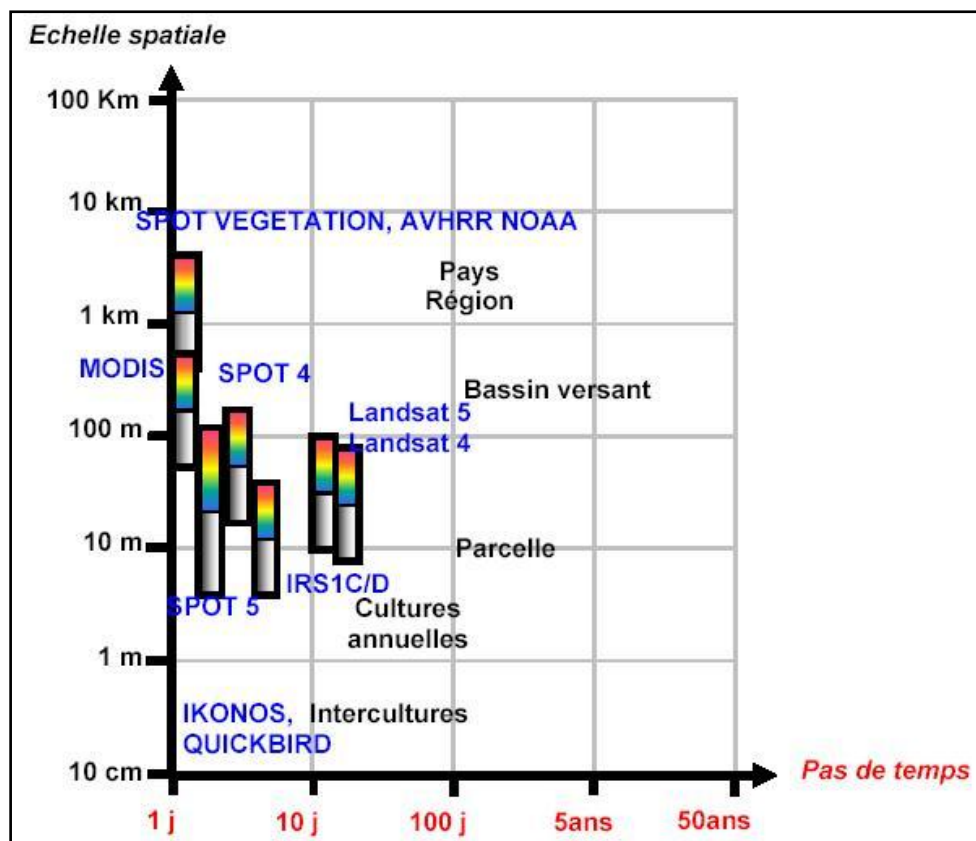 Echelle spatiale
100 Km
10 km
SPOT VEGETATION, AVHRR NOAA
Pays
Région
1 km
MODIS
SPOT 4
Bassin versant
Landsat 5
100 m
Landsat 4
10 m
Parcelle
IRS1C/D
SPOT 5
Cultures
annuelles
1 m
IKONOS, Intercultures
QUICKBIRD
10 cm
Pas de temps
1 j 10 j 100 j 5ans 50ans